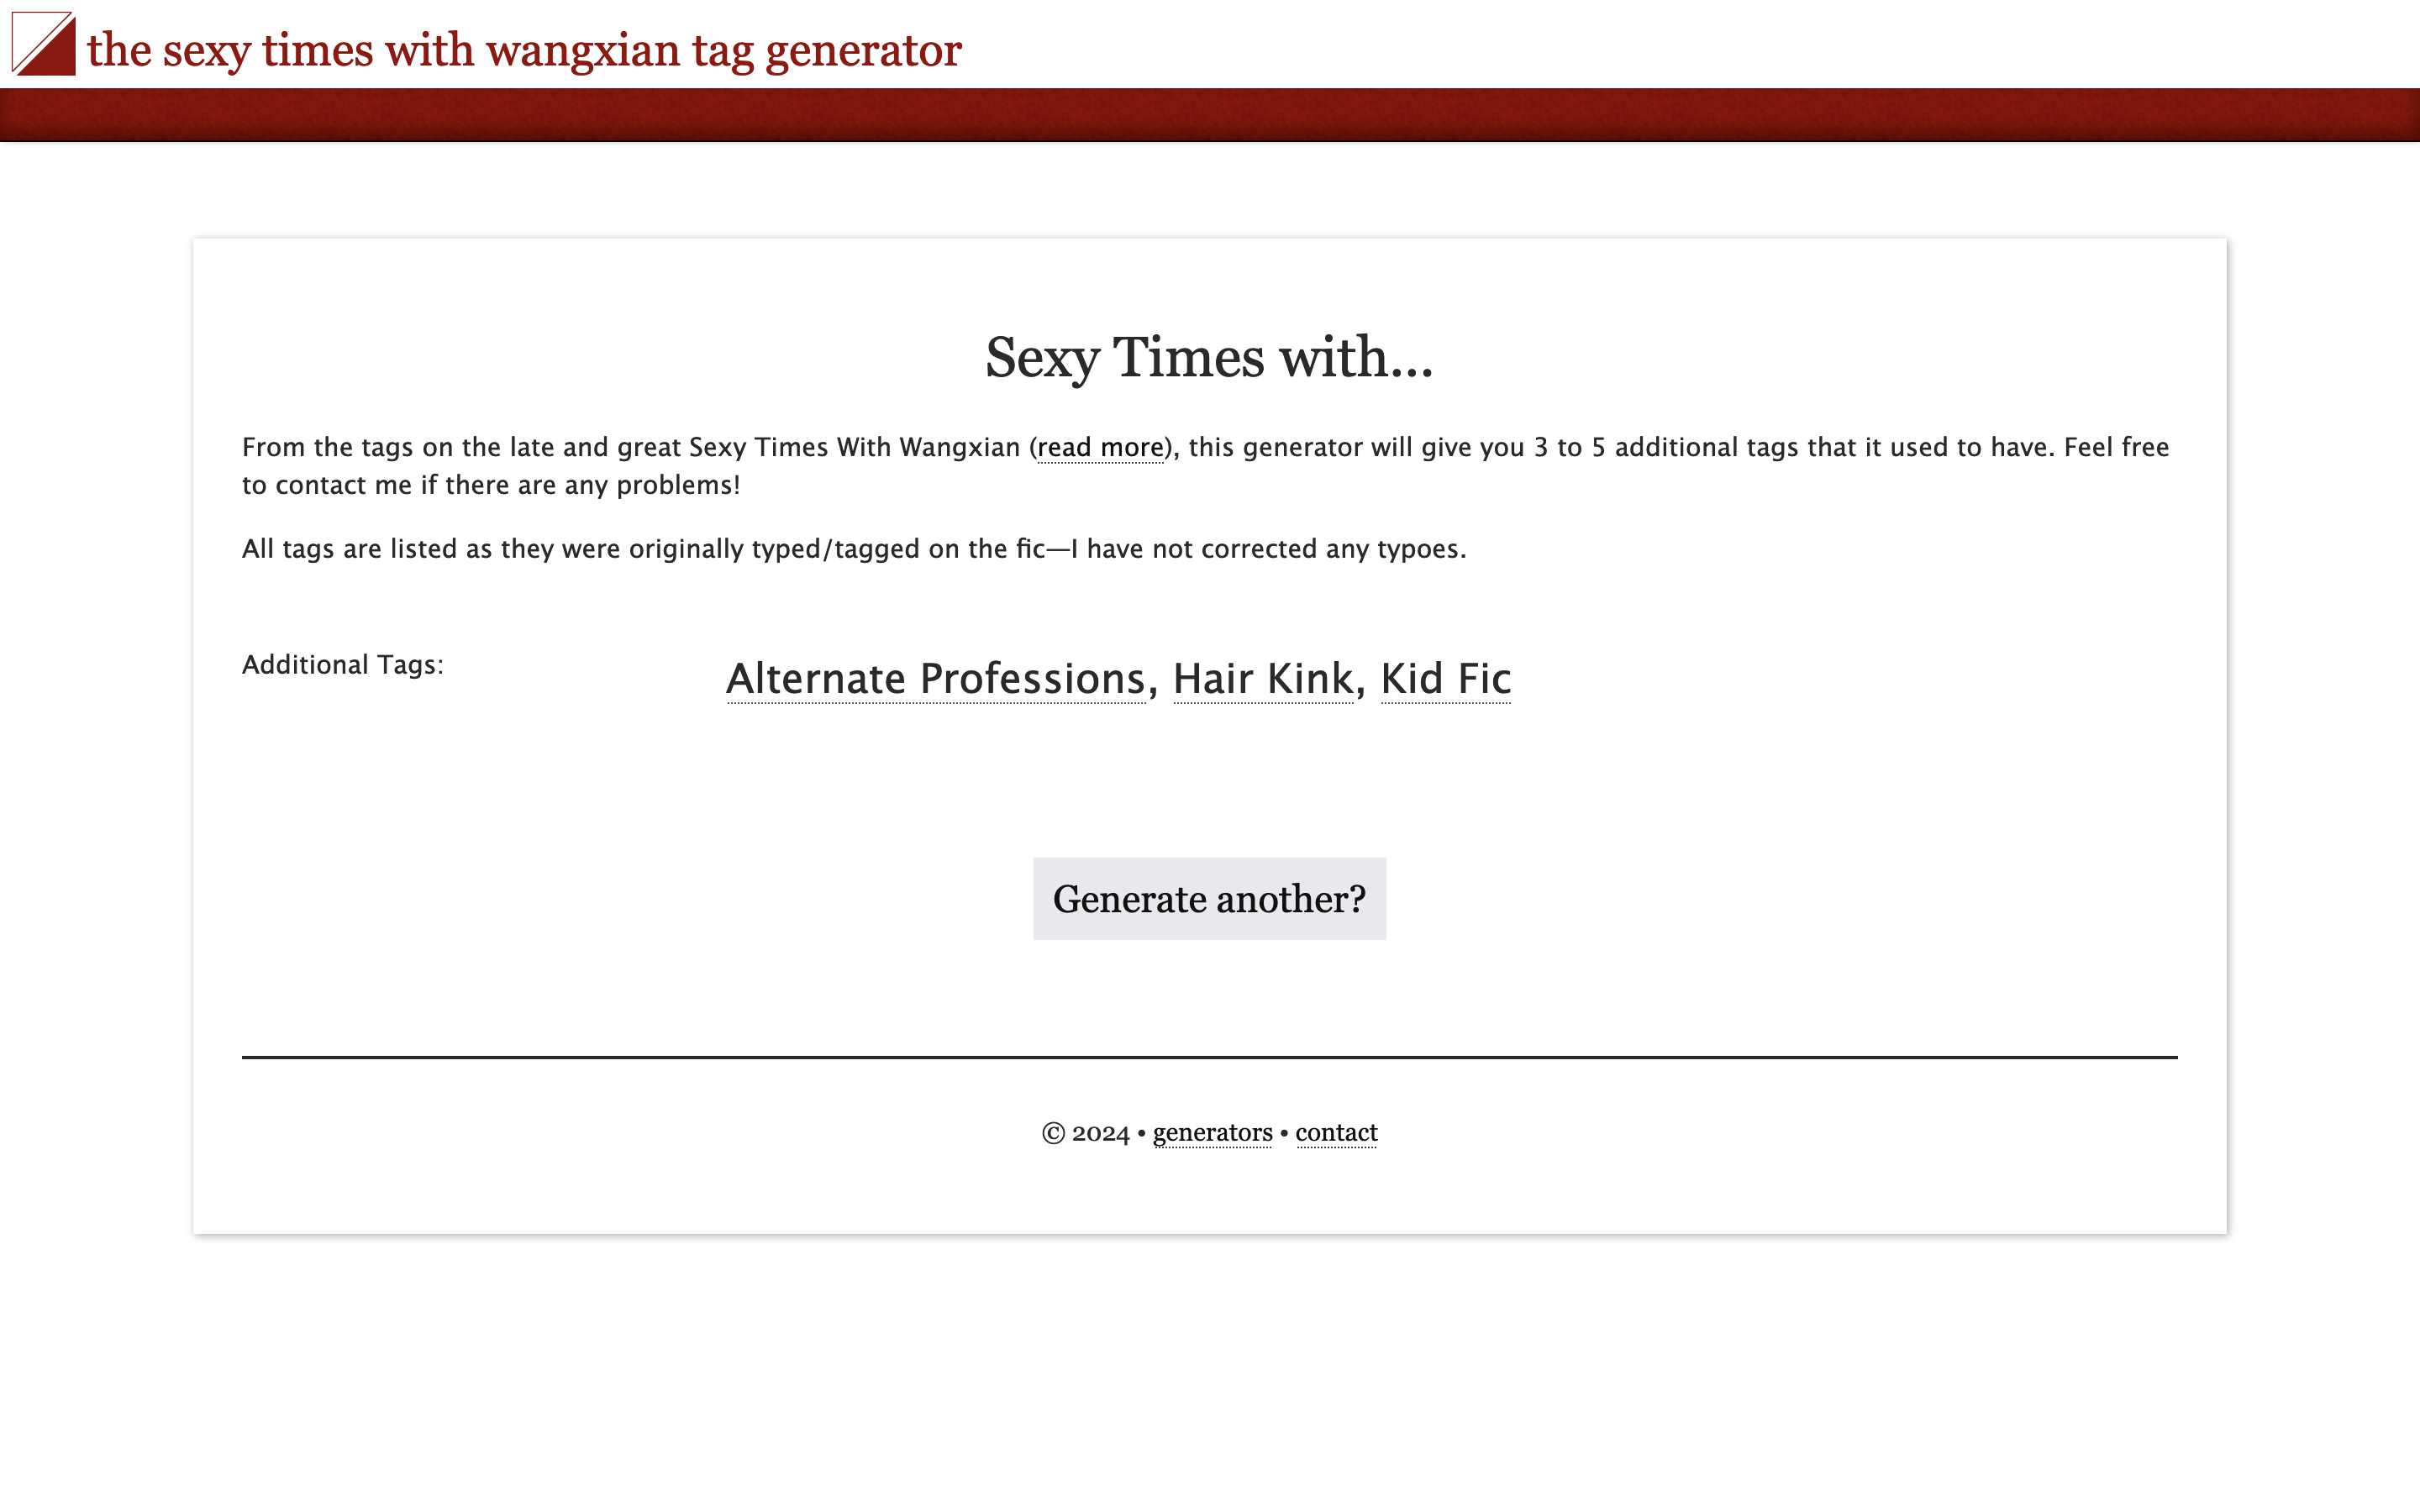 the sexy times with wangxian tag generator
Sexy Times with...
From the tags on the late and great Sexy Times With Wangxian (read more), this generator will give you 3 to 5 additional tags that it used to have. Feel free
to contact me if there are any problems!
All tags are listed as they were originally typed/tagged on the fic—I have not corrected any typoes.
Additional Tags:
Alternate Professions, Hair Kink, Kid Fic
Generate another?
© 2024 • generators • contact